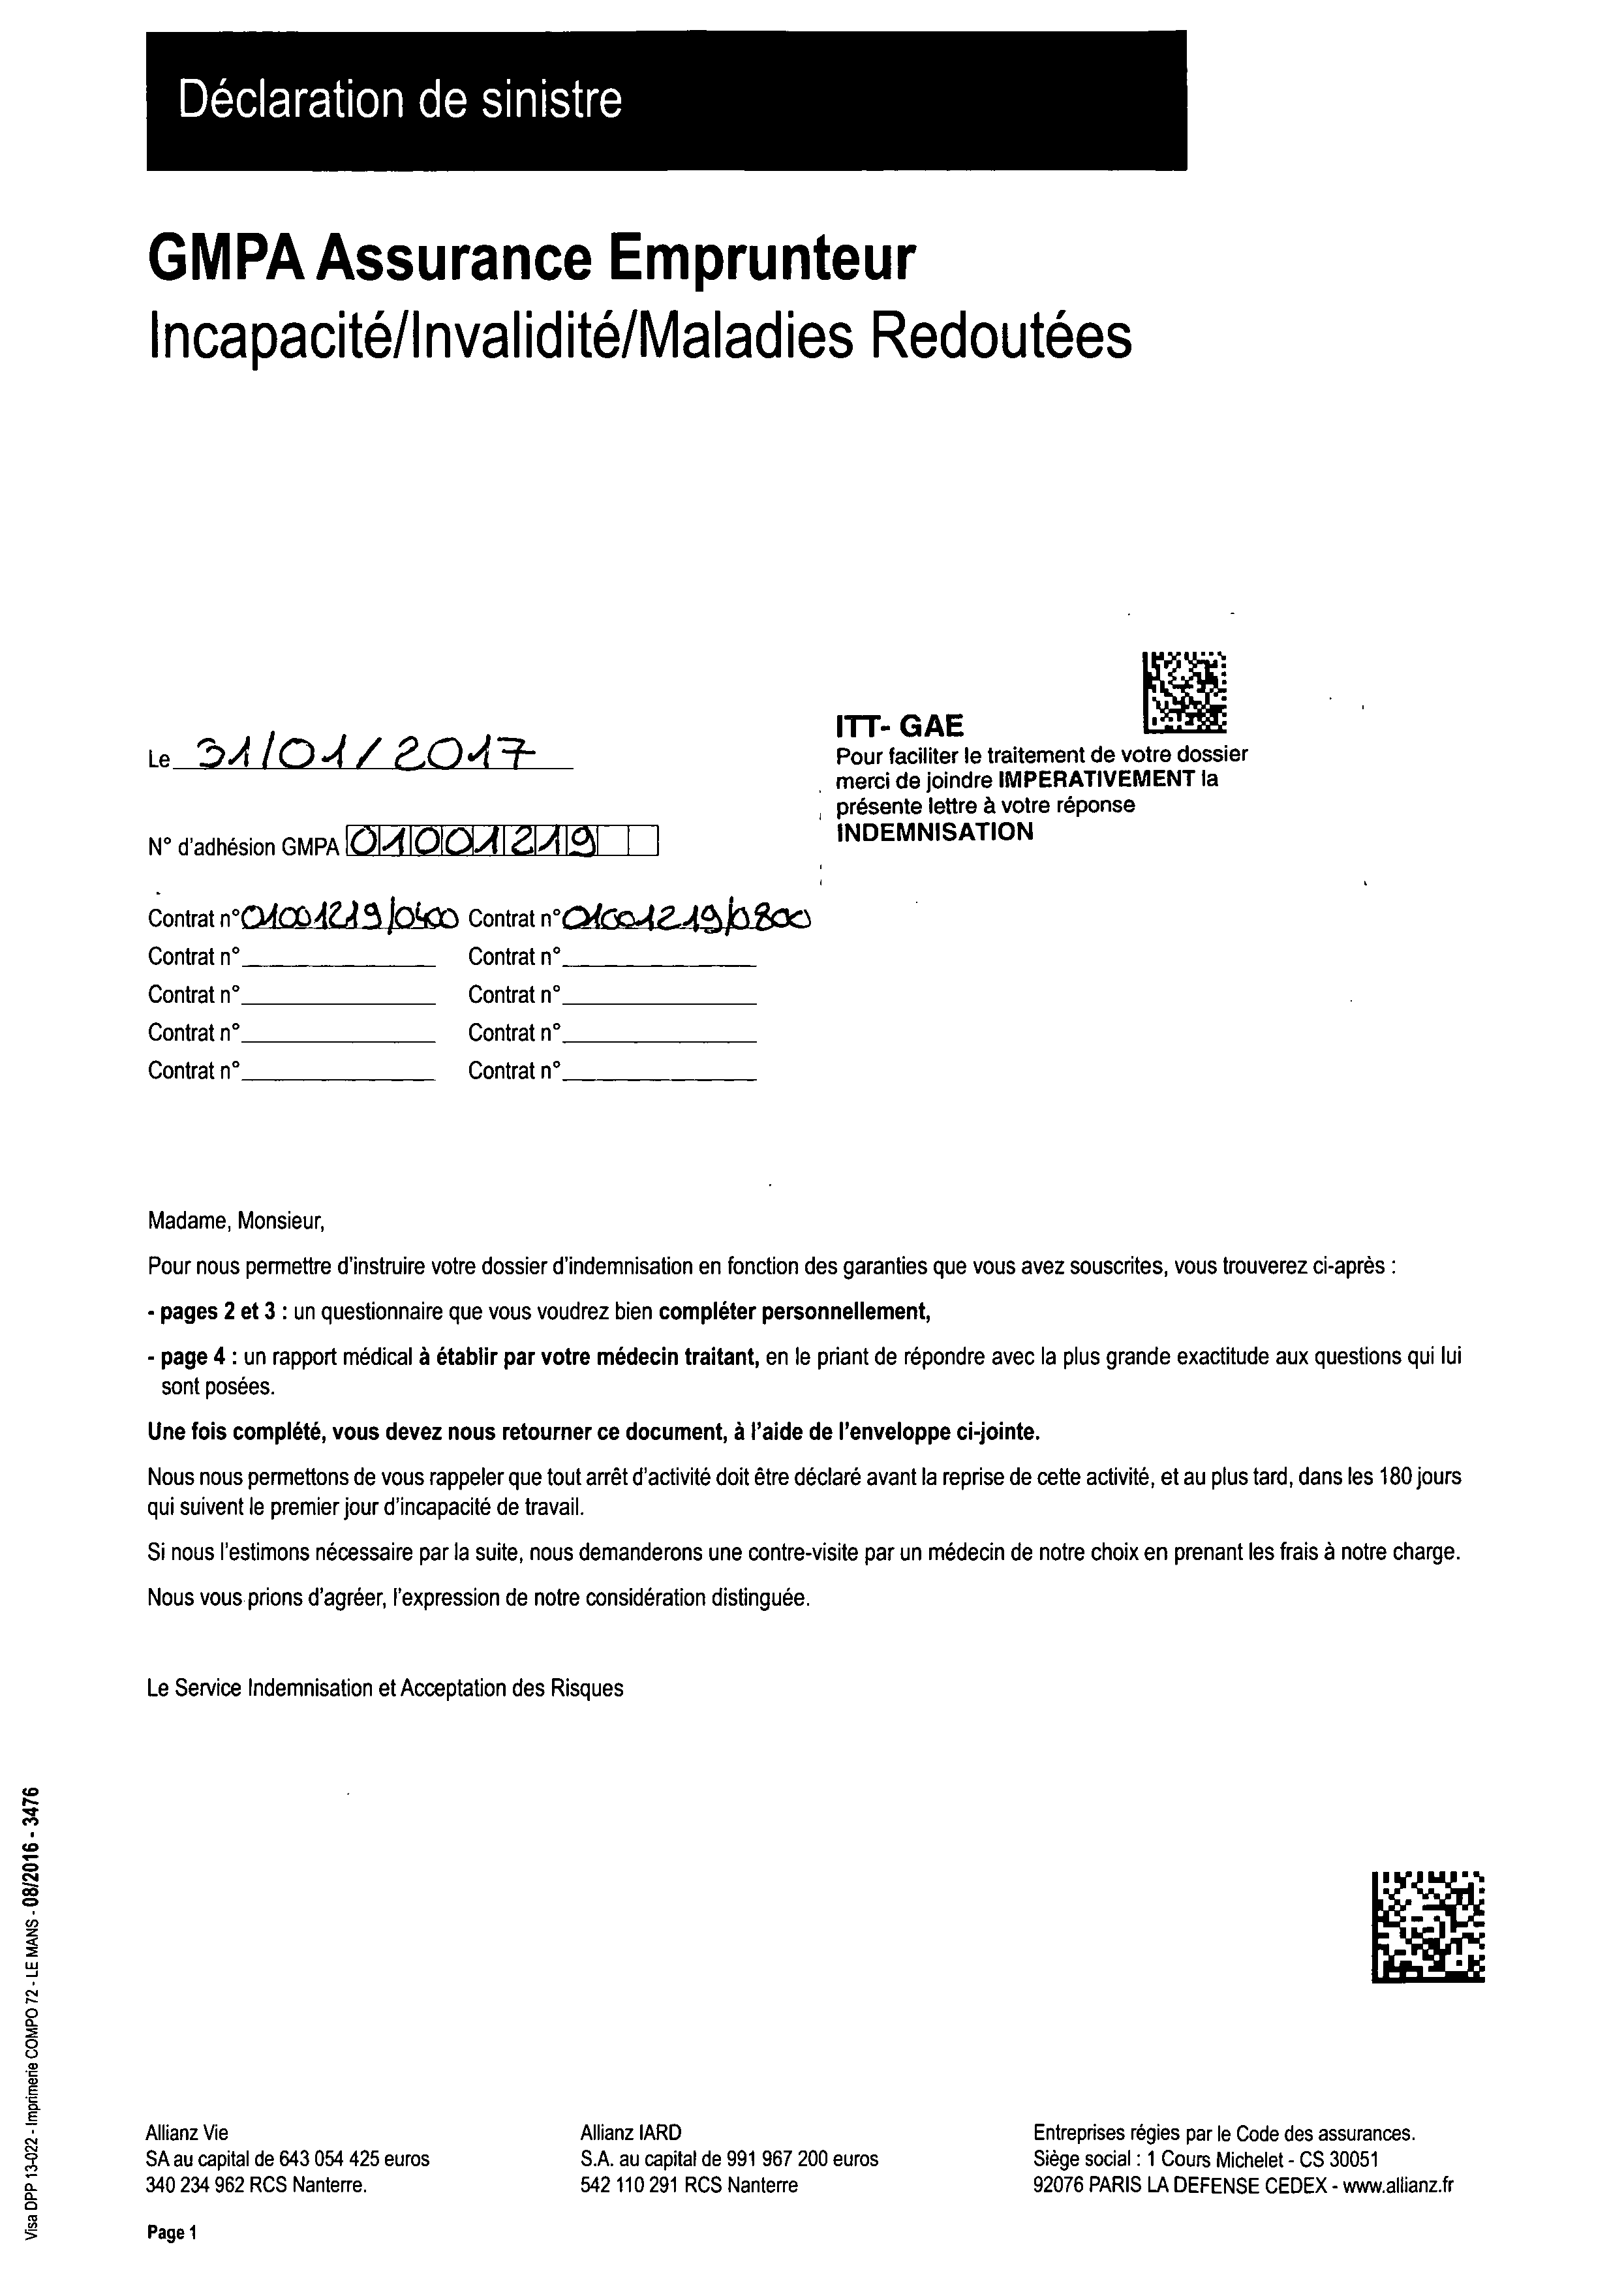 Déclaration de sinistre
GMPA Assurance Emprunteur
Incapacité/Invalidité/Maladies Redoutées
Le 31/01/2017
N° d'adhésion GMPA 01001219
ITT- GAE
Pour faciliter le traitement de votre dossier
merci de joindre IMPERATIVEMENT la
présente lettre à votre réponse
INDEMNISATION
Contrat n° 01001219/0400 Contrat n° 01001219/0800
Contrat n° Contrat n°
Contrat n° Contrat n°
Contrat n° Contrat n°
Contrat n° Contrat n°
Madame, Monsieur,
Pour nous permettre d'instruire votre dossier d'indemnisation en fonction des garanties que vous avez souscrites, vous trouverez ci-après :
- pages 2 et 3 : un questionnaire que vous voudrez bien compléter personnellement,
- page 4 : un rapport médical à établir par votre médecin traitant, en le priant de répondre avec la plus grande exactitude aux questions qui lui
sont posées.
Une fois complété, vous devez nous retourner ce document, à l'aide de l'enveloppe ci-jointe.
Nous nous permettons de vous rappeler que tout arrêt d'activité doit être déclaré avant la reprise de cette activité, et au plus tard, dans les 180 jours
qui suivent le premier jour d'incapacité de travail.
Si nous l'estimons nécessaire par la suite, nous demanderons une contre-visite par un médecin de notre choix en prenant les frais à notre charge.
Nous vous prions d'agréer, l'expression de notre considération distinguée.
Le Service Indemnisation et Acceptation des Risques
Visa DPP 13-022 - Imprimerie COMPO 72 - LE MANS - 08/2016 - 3476
Allianz Vie
SA au capital de 643 054 425 euros
340 234 962 RCS Nanterre.
Allianz IARD
S.A. au capital de 991 967 200 euros
542 110 291 RCS Nanterre
Entreprises régies par le Code des assurances.
Siège social : 1 Cours Michelet - CS 30051
92076 PARIS LA DEFENSE CEDEX - www.allianz.fr
Page 1